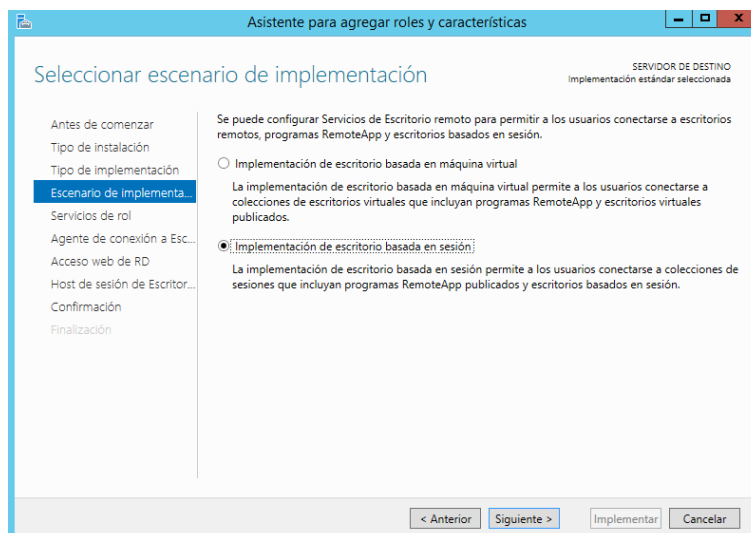 Asistente para agregar roles y características
Seleccionar escenario de implementación
SERVIDOR DE DESTINO
Implementación estándar seleccionada
Antes de comenzar
Tipo de instalación
Tipo de implementación
Escenario de implementa...
Servicios de rol
Agente de conexión a Esc...
Acceso web de RD
Host de sesión de Escritor...
Confirmación
Finalización
Se puede configurar Servicios de Escritorio remoto para permitir a los usuarios conectarse a escritorios
remotos, programas RemoteApp y escritorios basados en sesión.
Implementación de escritorio basada en máquina virtual
La implementación de escritorio basada en máquina virtual permite a los usuarios conectarse a
colecciones de escritorios virtuales que incluyan programas RemoteApp y escritorios virtuales
publicados.
Implementación de escritorio basada en sesión
La implementación de escritorio basada en sesión permite a los usuarios conectarse a colecciones de
sesiones que incluyan programas RemoteApp publicados y escritorios basados en sesión.
< Anterior
Siguiente >
Implementar
Cancelar